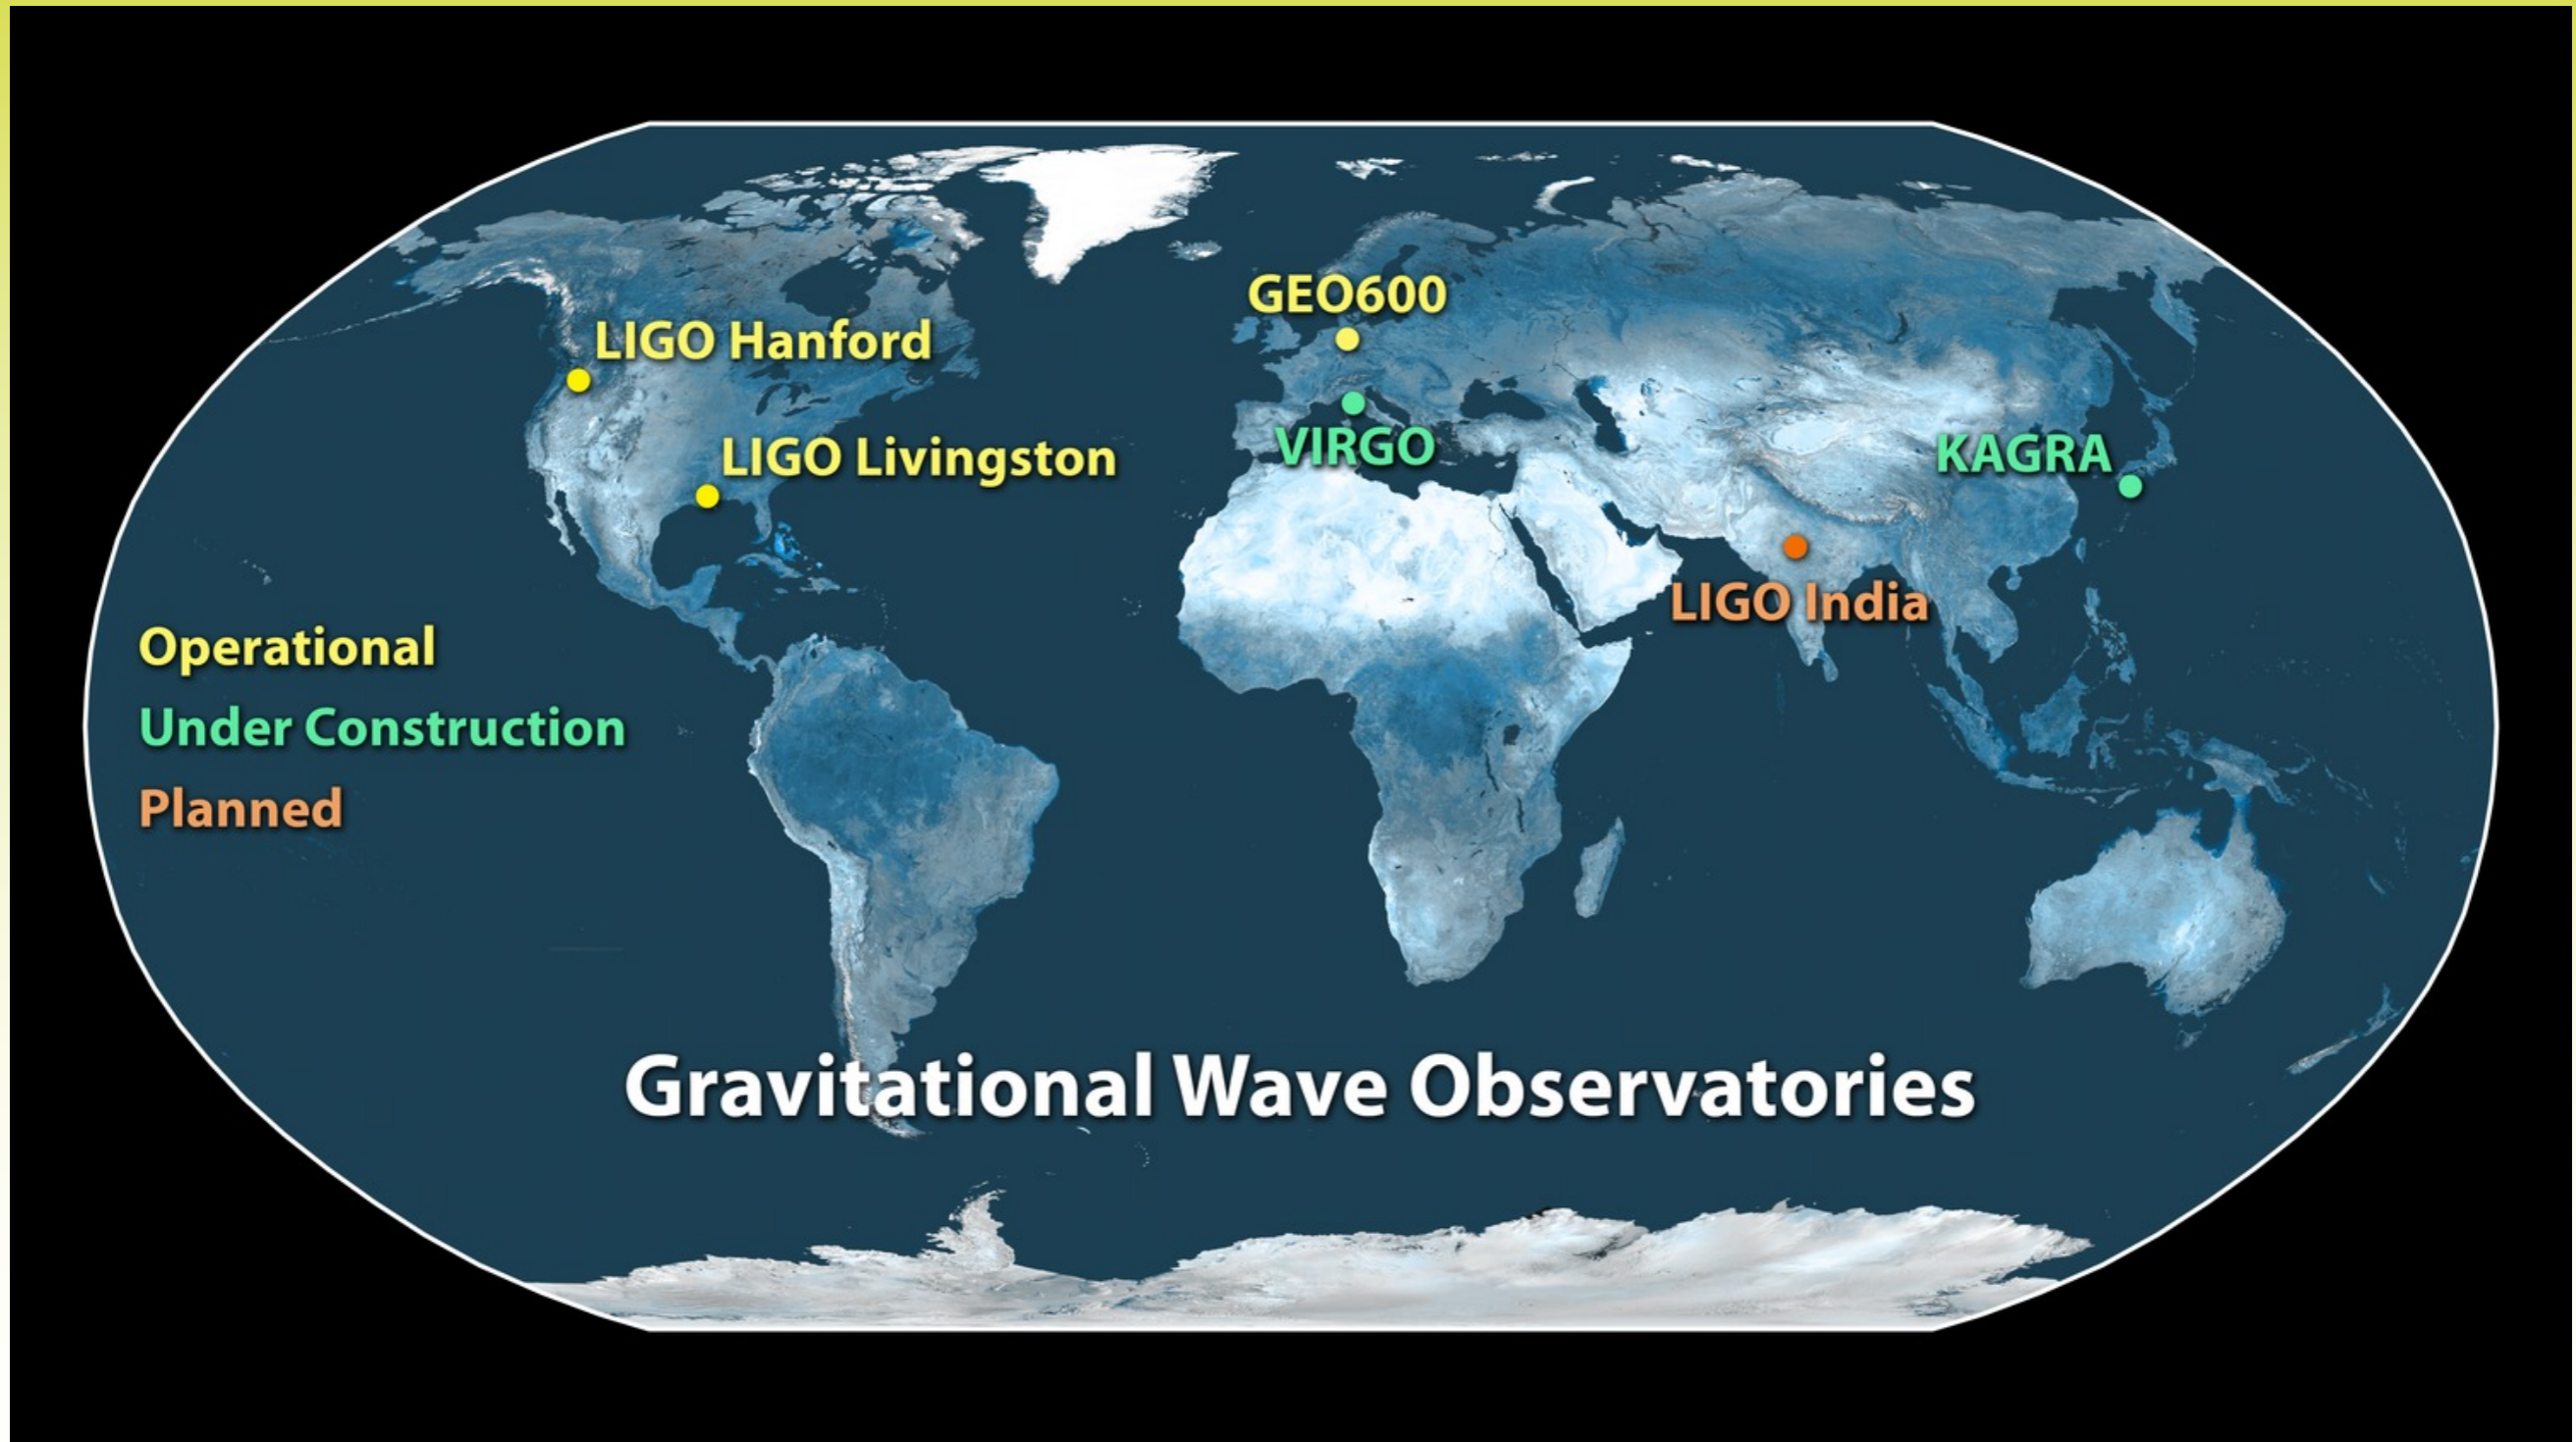 GEO600
LIGO Hanford
LIGO Livingston
VIRGO
KAGRA
LIGO India
Operational
Under Construction
Planned
Gravitational Wave Observatories